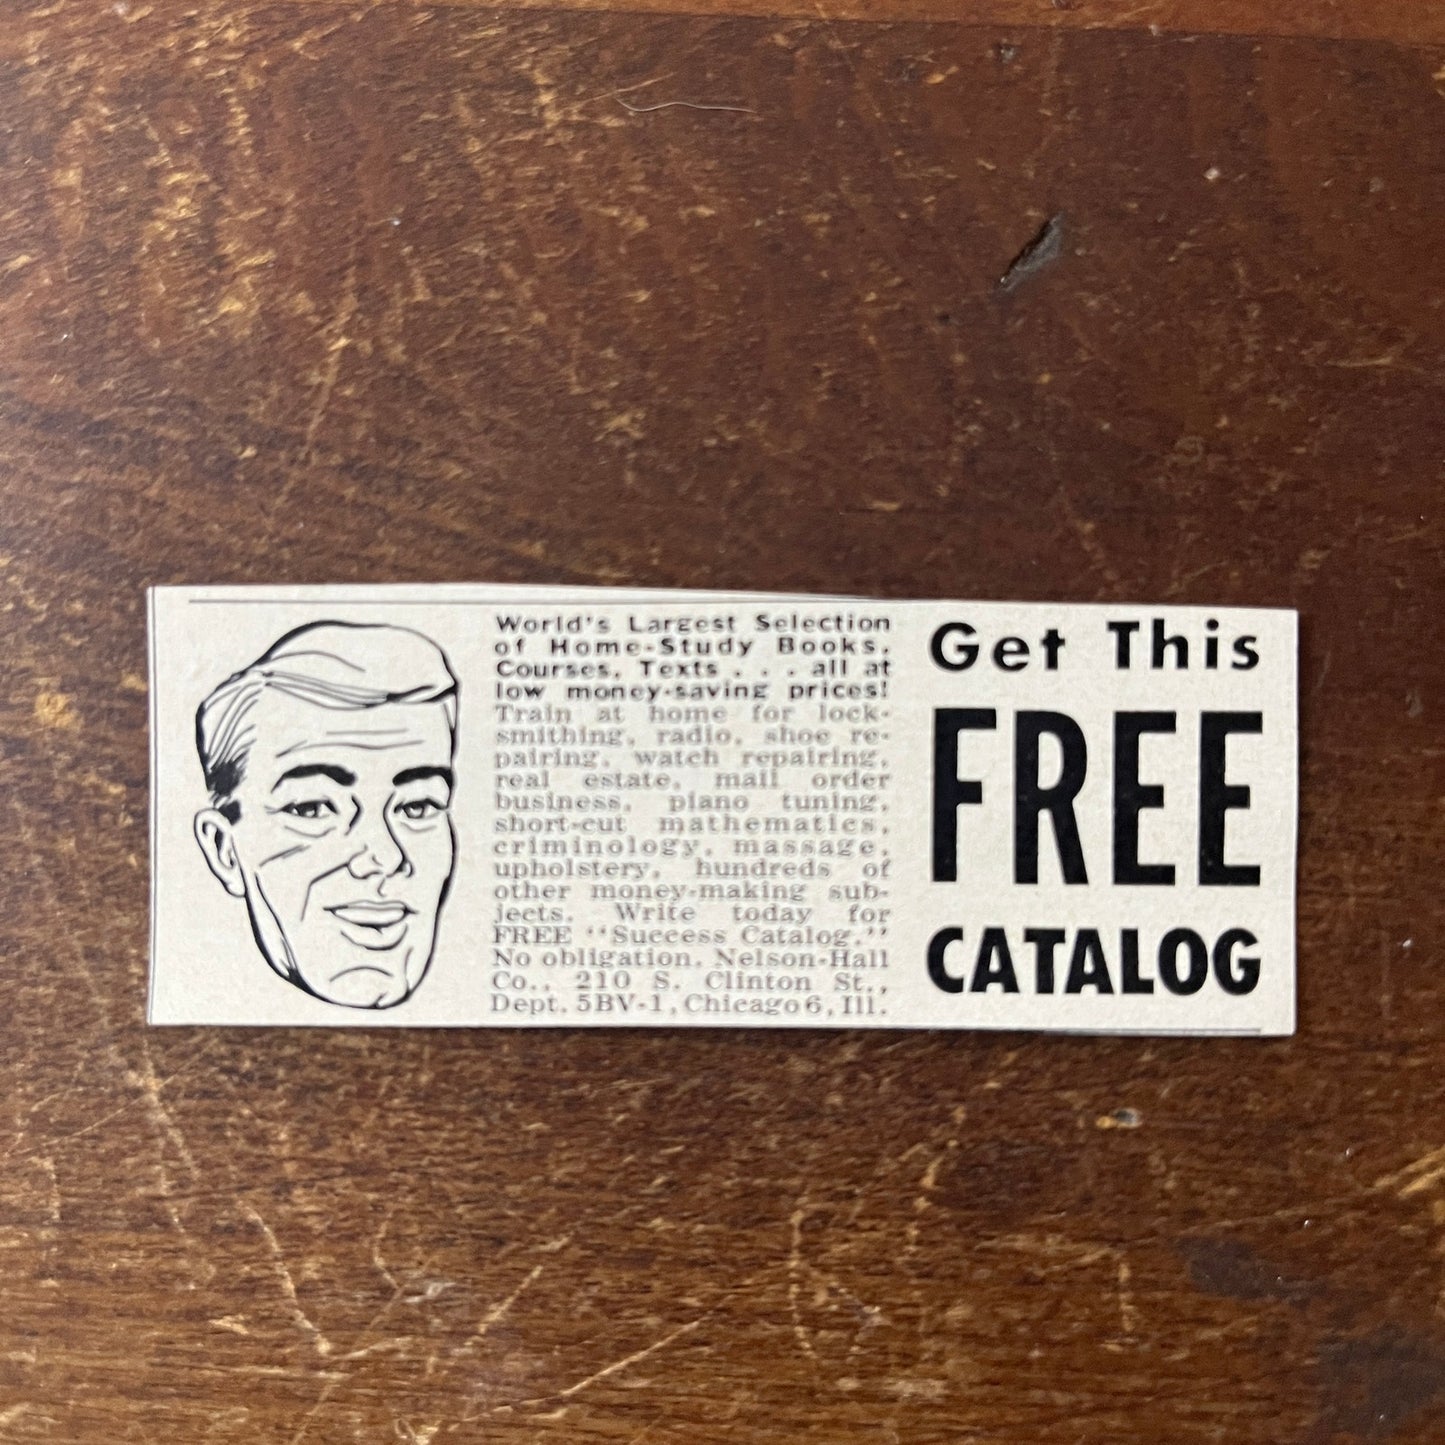 World's Largest Selection
of Home-Study Books,
Courses, Texts . . . all at
low money-saving prices!
Train at home for lock-
smithing, radio, shoe re-
pairing, watch repairing,
real estate, mail order
business, piano tuning,
short-cut mathematics,
criminology, massage,
upholstery, hundreds of
other money-making sub-
jects. Write today for
FREE "Success Catalog."
No obligation. Nelson-Hall
Co., 210 S. Clinton St.,
Dept. 5BV-1, Chicago 6, Ill.
Get This
FREE
CATALOG